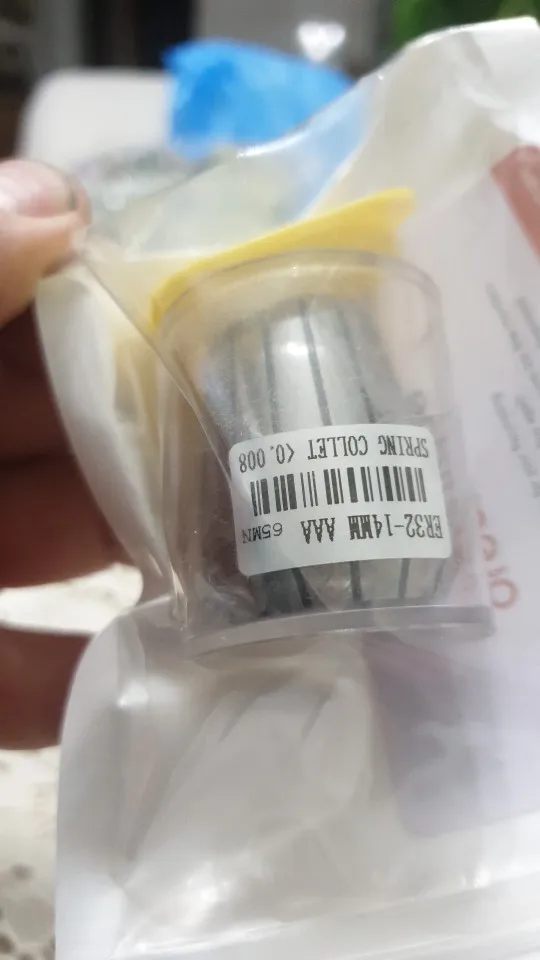 ER32-14MM AAA 65MN
SPRING COLLET <0.008